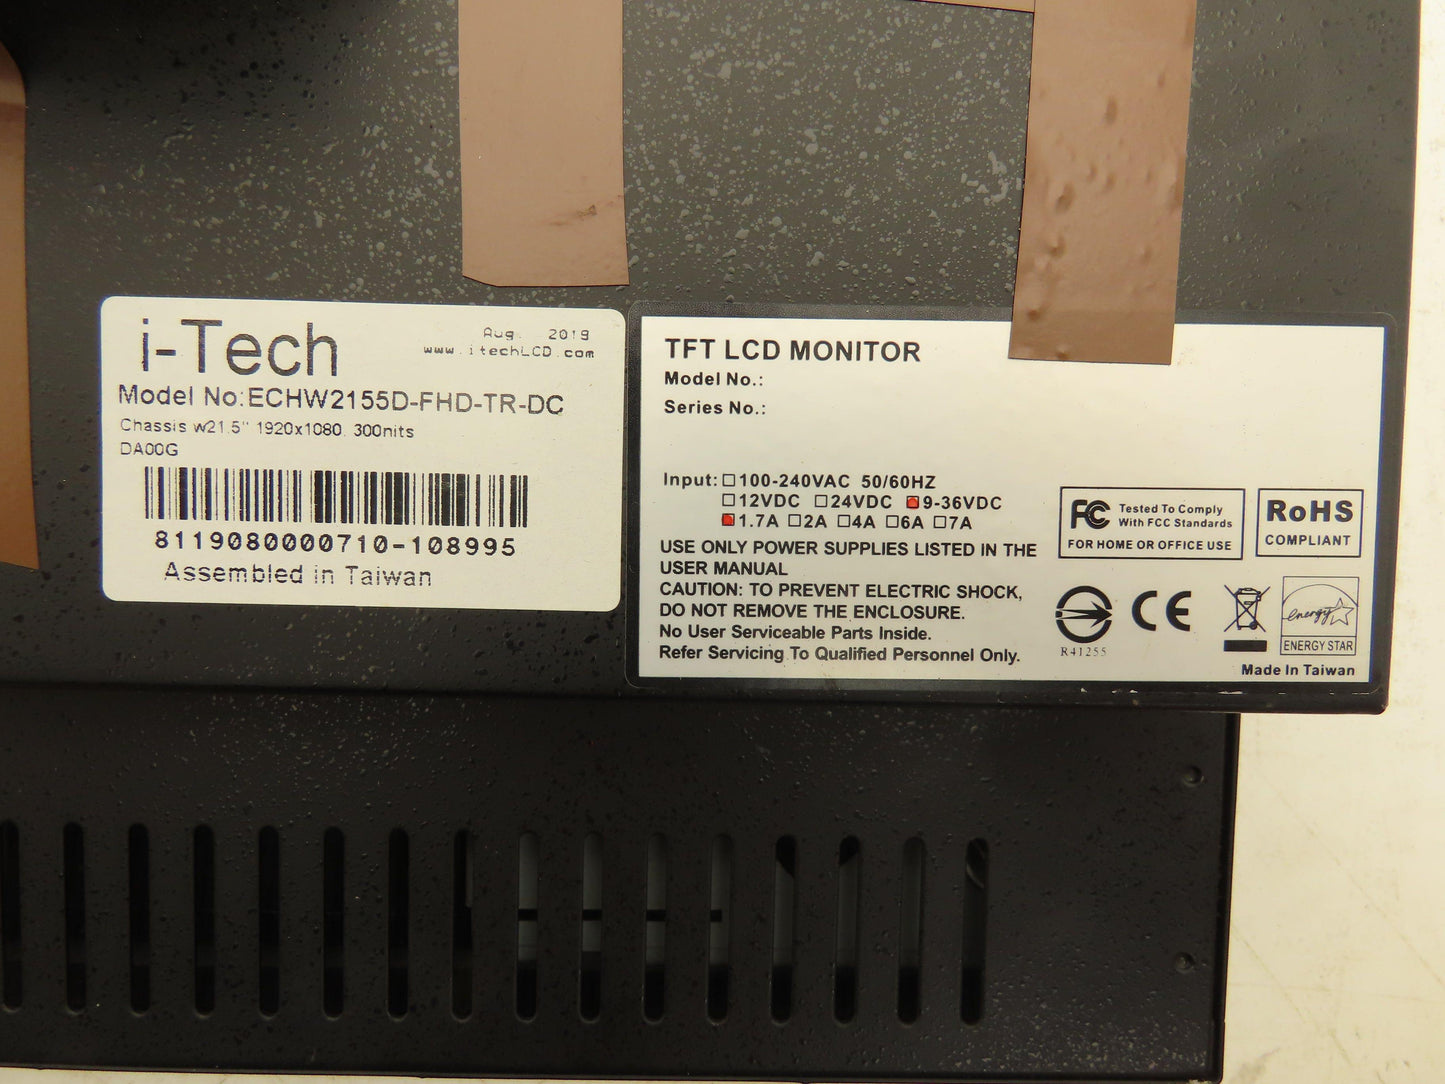 i-Tech
Aug. 2019
www.itechLCD.com
Model No:ECHW2155D-FHD-TR-DC
Chassis w21.5" 1920x1080. 300nits
DA00G
8119080000710-108995
Assembled in Taiwan
TFT LCD MONITOR
Model No.:
Series No.:
Input: ☐100-240VAC 50/60HZ
☐12VDC ☐24VDC ☒9-36VDC
☒1.7A ☐2A ☐4A ☐6A ☐7A
USE ONLY POWER SUPPLIES LISTED IN THE
USER MANUAL
CAUTION: TO PREVENT ELECTRIC SHOCK,
DO NOT REMOVE THE ENCLOSURE.
No User Serviceable Parts Inside.
Refer Servicing To Qualified Personnel Only.
FC Tested To Comply
With FCC Standards
FOR HOME OR OFFICE USE
RoHS
COMPLIANT
R41255
CE
energy
ENERGY STAR
Made In Taiwan